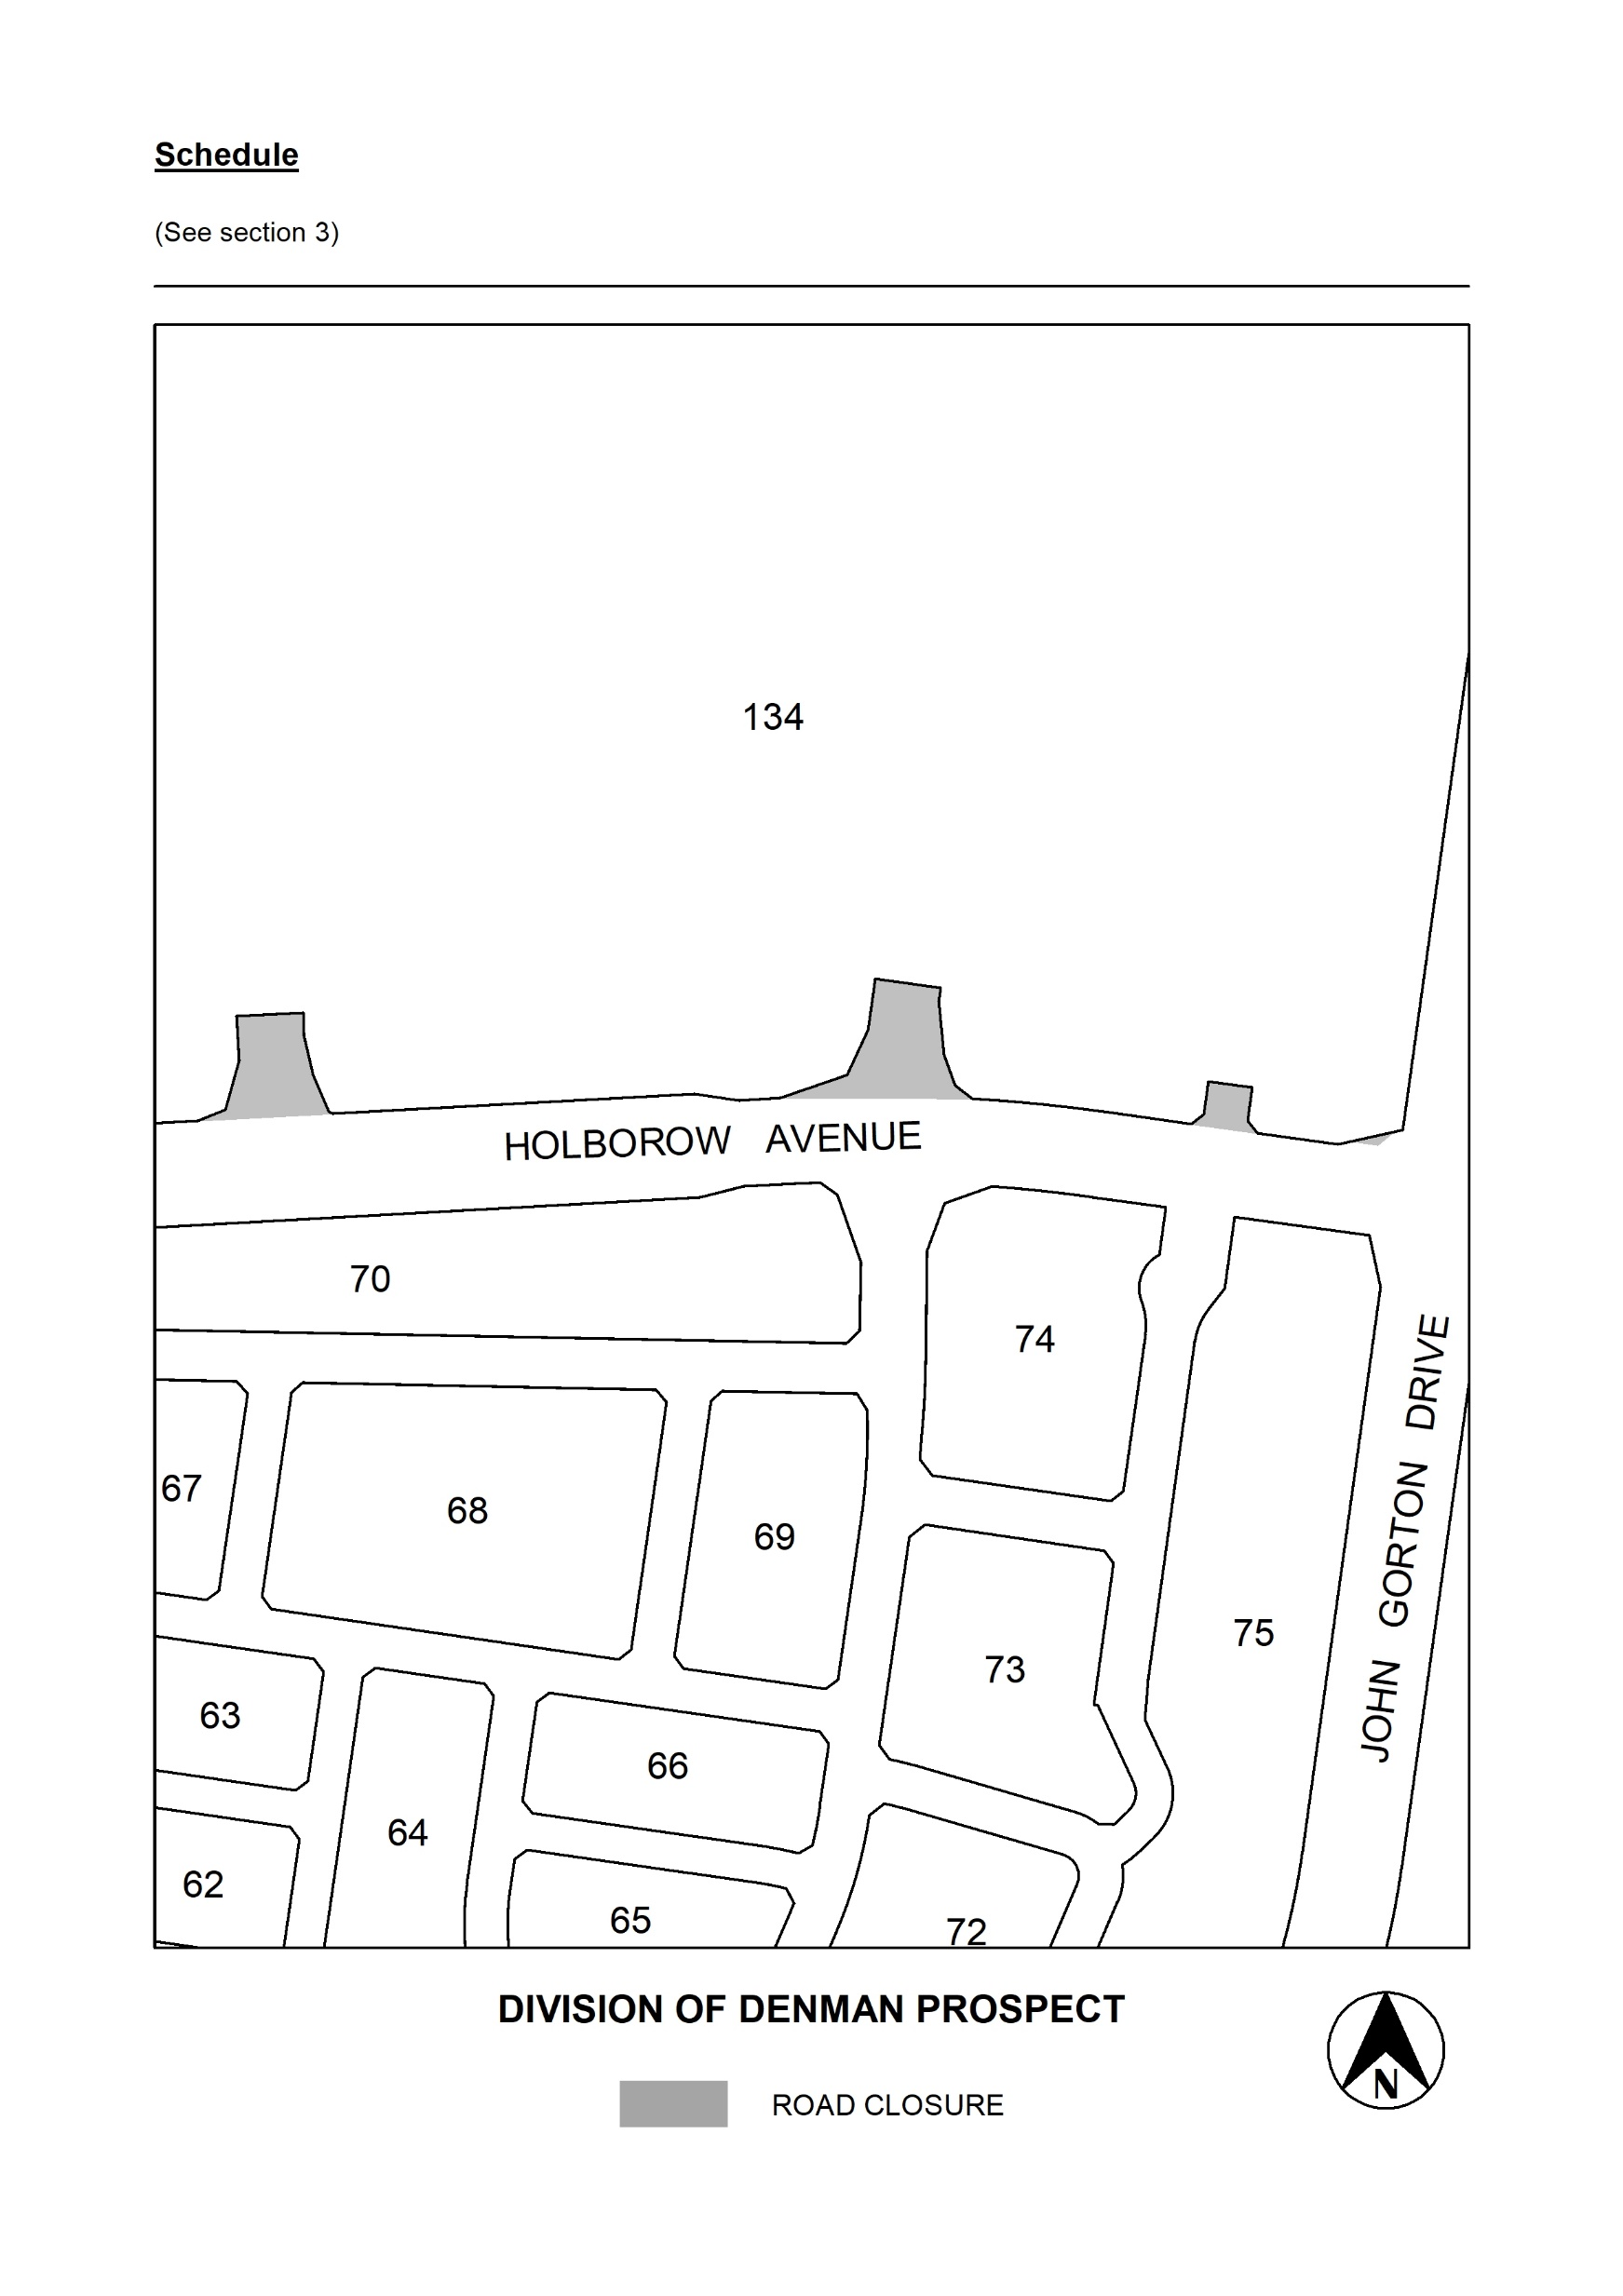 Schedule
(See section 3)
134
HOLBOROW AVENUE
70
74
67
68
69
JOHN GORTON DRIVE
75
73
63
66
64
62
65
72
DIVISION OF DENMAN PROSPECT
N
ROAD CLOSURE